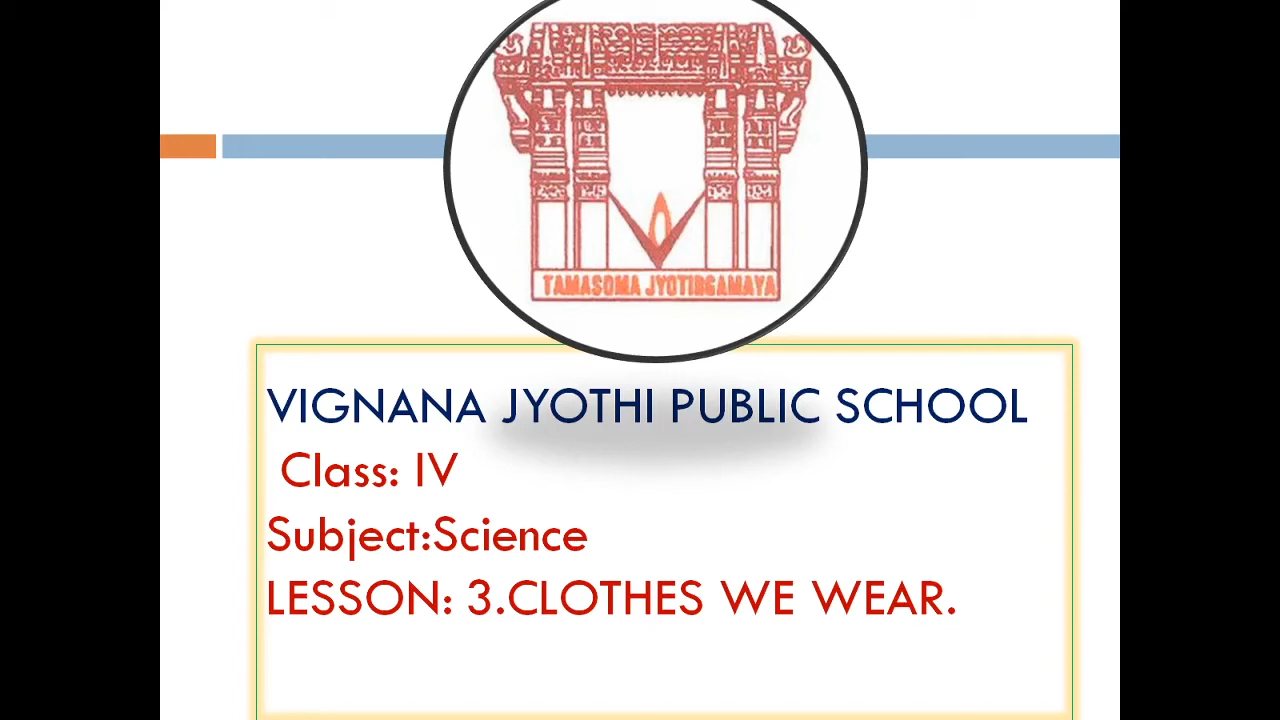 TAMASOMA JYOTIRGAMAYA
VIGNANA JYOTHI PUBLIC SCHOOL
Class: IV
Subject:Science
LESSON: 3.CLOTHES WE WEAR.